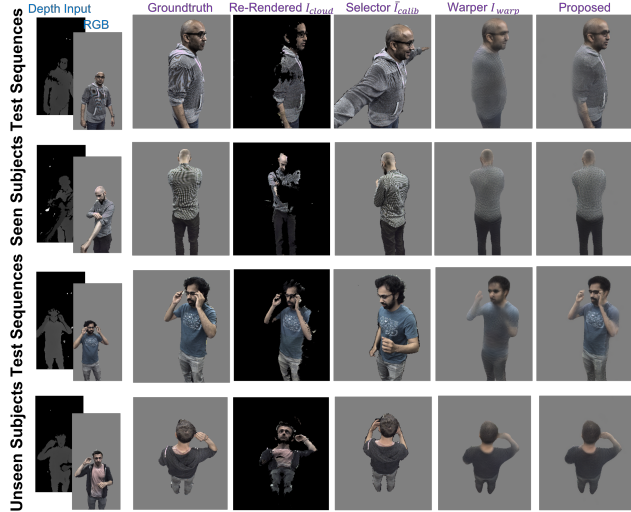 Depth Input
RGB
Groundtruth
Re-Rendered I_cloud
Selector Ī_calib
Warper I_warp
Proposed
Seen Subjects Test Sequences
Unseen Subjects Test Sequences